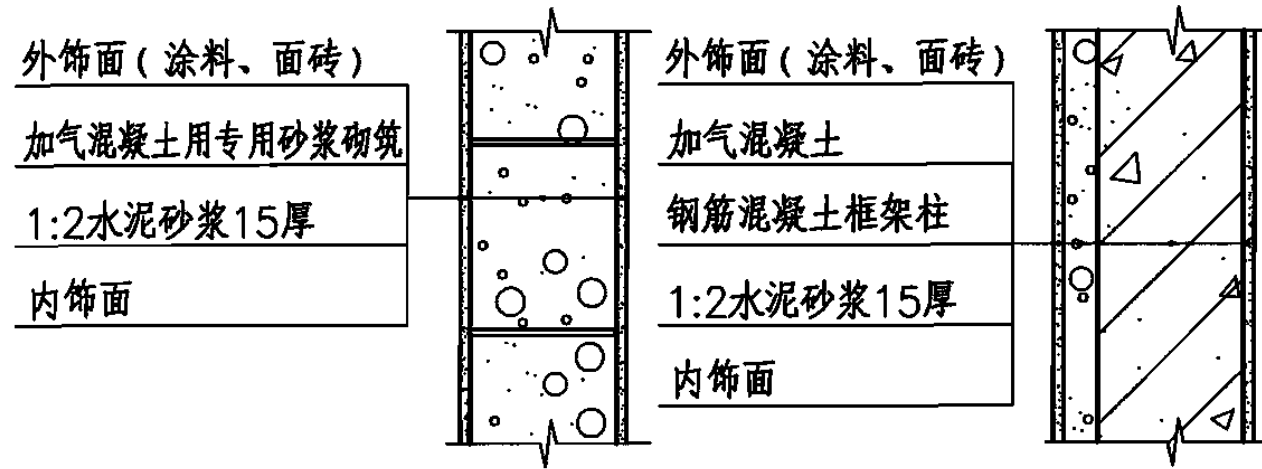 外饰面(涂料、面砖)
加气混凝土用专用砂浆砌筑
1:2水泥砂浆15厚
内饰面
外饰面(涂料、面砖)
加气混凝土
钢筋混凝土框架柱
1:2水泥砂浆15厚
内饰面